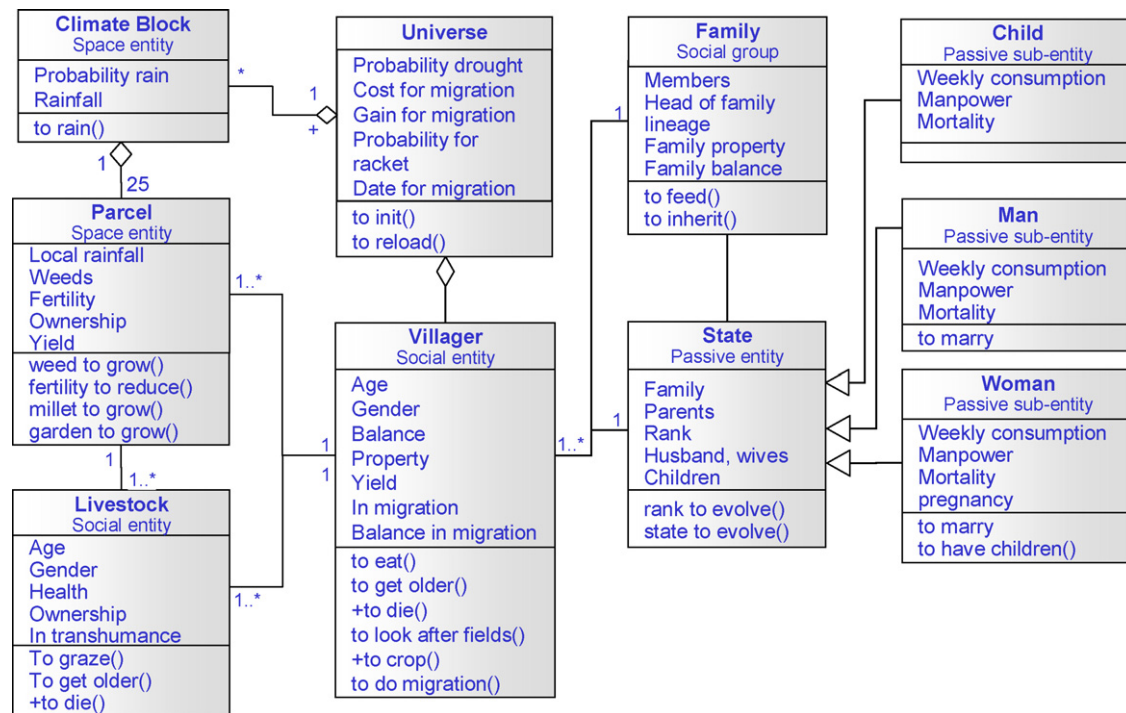 Climate Block
Space entity
Probability rain
Rainfall
to rain()
*
1
+
1
25
Universe
Probability drought
Cost for migration
Gain for migration
Probability for
racket
Date for migration
to init()
to reload()
Family
Social group
Members
Head of family
lineage
Family property
Family balance
to feed()
to inherit()
1
Child
Passive sub-entity
Weekly consumption
Manpower
Mortality
Parcel
Space entity
Local rainfall
Weeds
Fertility
Ownership
Yield
weed to grow()
fertility to reduce()
millet to grow()
garden to grow()
1..*
1
1..*
Man
Passive sub-entity
Weekly consumption
Manpower
Mortality
to marry
Villager
Social entity
Age
Gender
Balance
Property
Yield
In migration
Balance in migration
to eat()
to get older()
+to die()
to look after fields()
+to crop()
to do migration()
1
1
1..*
1
State
Passive entity
Family
Parents
Rank
Husband, wives
Children
rank to evolve()
state to evolve()
Woman
Passive sub-entity
Weekly consumption
Manpower
Mortality
pregnancy
to marry
to have children()
Livestock
Social entity
Age
Gender
Health
Ownership
In transhumance
To graze()
To get older()
+to die()
1..*